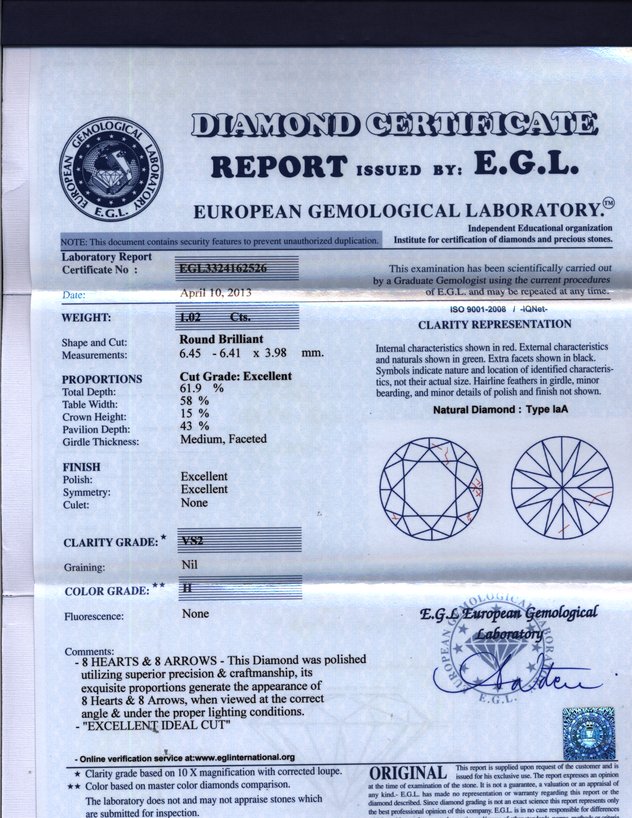 DIAMOND CERTIFICATE
REPORT ISSUED BY: E.G.L.
EUROPEAN GEMOLOGICAL LABORATORY.™
EUROPEAN GEMOLOGICAL LABORATORY
E.G.L.
Independent Educational organization
Institute for certification of diamonds and precious stones.
NOTE: This document contains security features to prevent unauthorized duplication.
Laboratory Report
Certificate No : EGL3324162526
Date: April 10, 2013
WEIGHT: 1.02 Cts.
Shape and Cut: Round Brilliant
Measurements: 6.45 - 6.41 x 3.98 mm.
PROPORTIONS Cut Grade: Excellent
Total Depth: 61.9 %
Table Width: 58 %
Crown Height: 15 %
Pavilion Depth: 43 %
Girdle Thickness: Medium, Faceted
FINISH
Polish: Excellent
Symmetry: Excellent
Culet: None
CLARITY GRADE: * VS2
Graining: Nil
COLOR GRADE: ** H
Fluorescence: None
Comments:
- 8 HEARTS & 8 ARROWS - This Diamond was polished
utilizing superior precision & craftmanship, its
exquisite proportions generate the appearance of
8 Hearts & 8 Arrows, when viewed at the correct
angle & under the proper lighting conditions.
- "EXCELLENT IDEAL CUT"
- Online verification service at:www.eglinternational.org
★ Clarity grade based on 10 X magnification with corrected loupe.
★★ Color based on master color diamonds comparison.
The laboratory does not and may not appraise stones which
are submitted for inspection.
This examination has been scientifically carried out
by a Graduate Gemologist using the current procedures
of E.G.L. and may be repeated at any time.
ISO 9001-2008 / -IQNet-
CLARITY REPRESENTATION
Internal characteristics shown in red. External characteristics
and naturals shown in green. Extra facets shown in black.
Symbols indicate nature and location of identified characteris-
tics, not their actual size. Hairline feathers in girdle, minor
bearding, and minor details of polish and finish not shown.
Natural Diamond : Type IaA
E.G.L European Gemological
Laboratory
E.G.L.
ORIGINAL This report is supplied upon request of the customer and is
issued for his exclusive use. The report expresses an opinion
at the time of examination of the stone. It is not a guarantee, a valuation or an appraisal of
any kind.- E.G.L. has made no representation or warranty regarding this report or the
diamond described. Since diamond grading is not an exact science this report represents only
the best professional opinion of this company. E.G.L. is in no case responsible for differences